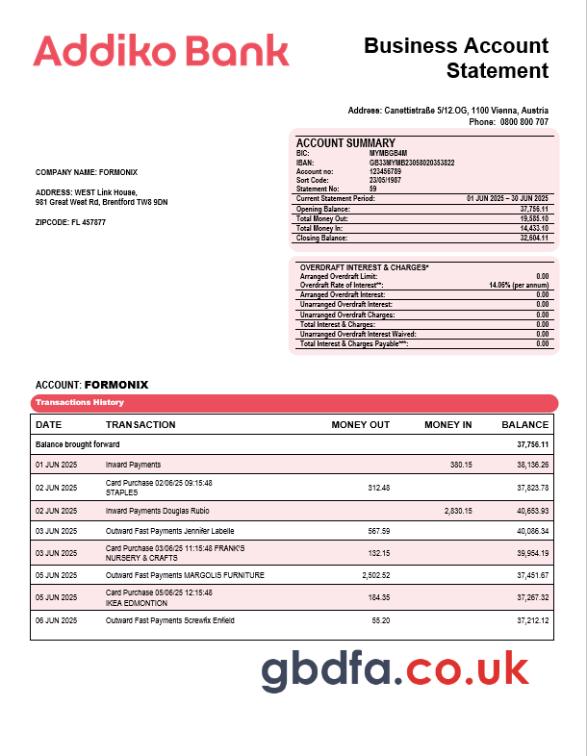 Addiko Bank
Business Account
Statement
Address: Canettistraße 5/12.OG, 1100 Vienna, Austria
Phone: 0800 800 707
COMPANY NAME: FORMONIX
ADDRESS: WEST Link House,
981 Great West Rd, Brentford TW8 9DN
ZIPCODE: FL 457877
ACCOUNT SUMMARY
BIC: MYMBGB4M
IBAN: GB33MYMB23058020353822
Account no: 123456789
Sort Code: 23/05/1987
Statement No: 59
Current Statement Period: 01 JUN 2025 – 30 JUN 2025
Opening Balance: 37,756.11
Total Money Out: 19,585.10
Total Money In: 14,433.10
Closing Balance: 32,604.11
OVERDRAFT INTEREST & CHARGES*
Arranged Overdraft Limit: 0.00
Overdraft Rate of Interest**: 14.06% (per annum)
Arranged Overdraft Interest: 0.00
Unarranged Overdraft Interest: 0.00
Unarranged Overdraft Charges: 0.00
Total Interest & Charges: 0.00
Unarranged Overdraft Interest Waived: 0.00
Total Interest & Charges Payable***: 0.00
ACCOUNT: FORMONIX
Transactions History
DATE TRANSACTION MONEY OUT MONEY IN BALANCE
Balance brought forward 37,756.11
01 JUN 2025 Inward Payments 380.15 38,136.26
02 JUN 2025 Card Purchase 02/06/25 09:15:48 312.48 37,823.78
STAPLES
02 JUN 2025 Inward Payments Douglas Rubio 2,830.15 40,653.93
03 JUN 2025 Outward Fast Payments Jennifer Labelle 567.59 40,086.34
03 JUN 2025 Card Purchase 03/06/25 11:15:48 FRANK'S 132.15 39,954.19
NURSERY & CRAFTS
05 JUN 2025 Outward Fast Payments MARGOLIS FURNITURE 2,502.52 37,451.67
05 JUN 2025 Card Purchase 05/06/25 12:15:48 184.35 37,267.32
IKEA EDMONTION
06 JUN 2025 Outward Fast Payments Screwfix Enfield 55.20 37,212.12
gbdfa.co.uk